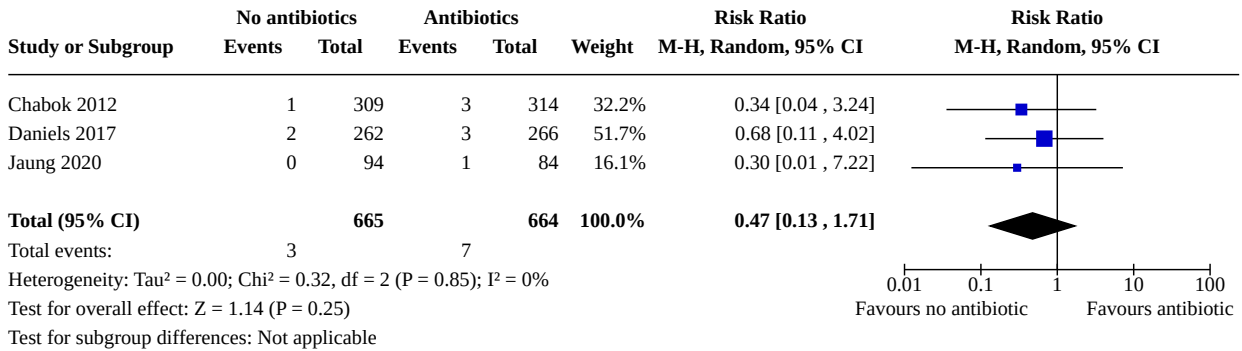 No antibiotics Antibiotics Risk Ratio Risk Ratio
Study or Subgroup Events Total Events Total Weight M-H, Random, 95% CI M-H, Random, 95% CI
Chabok 2012 1 309 3 314 32.2% 0.34 [0.04 , 3.24]
Daniels 2017 2 262 3 266 51.7% 0.68 [0.11 , 4.02]
Jaung 2020 0 94 1 84 16.1% 0.30 [0.01 , 7.22]
Total (95% CI) 665 664 100.0% 0.47 [0.13 , 1.71]
Total events: 3 7
Heterogeneity: Tau² = 0.00; Chi² = 0.32, df = 2 (P = 0.85); I² = 0%
0.01 0.1 1 10 100
Test for overall effect: Z = 1.14 (P = 0.25)
Favours no antibiotic Favours antibiotic
Test for subgroup differences: Not applicable